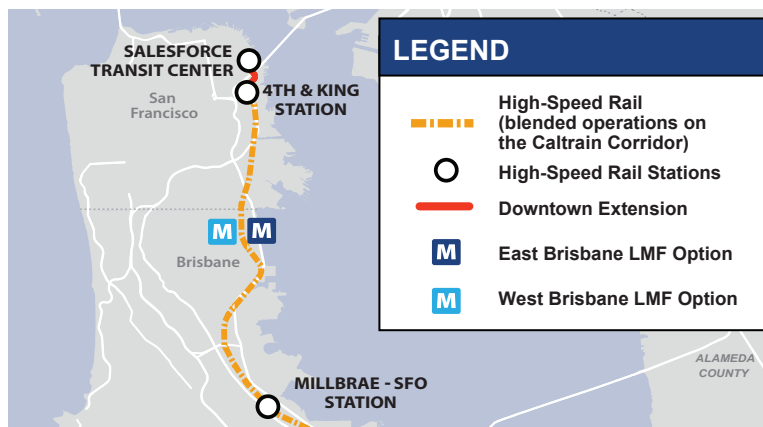 SALESFORCE
TRANSIT CENTER
4TH & KING
STATION
San
Francisco
M M
Brisbane
MILLBRAE - SFO
STATION
LEGEND
High-Speed Rail
(blended operations on
the Caltrain Corridor)
High-Speed Rail Stations
Downtown Extension
M East Brisbane LMF Option
M West Brisbane LMF Option
ALAMEDA
COUNTY